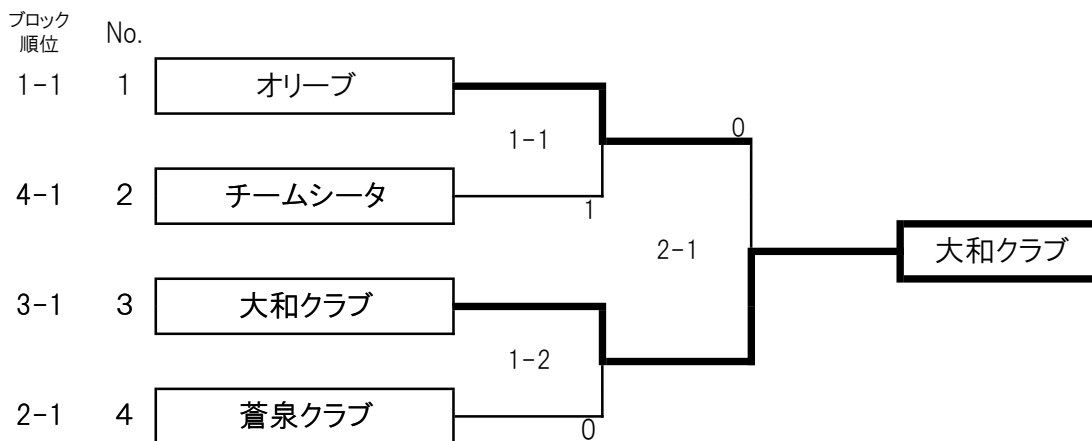 ブロック
順位 No.
1-1 1 オリーブ
0
1-1
4-1 2 チームシータ
1
2-1
大和クラブ
3-1 3 大和クラブ
1-2
2-1 4 蒼泉クラブ
0